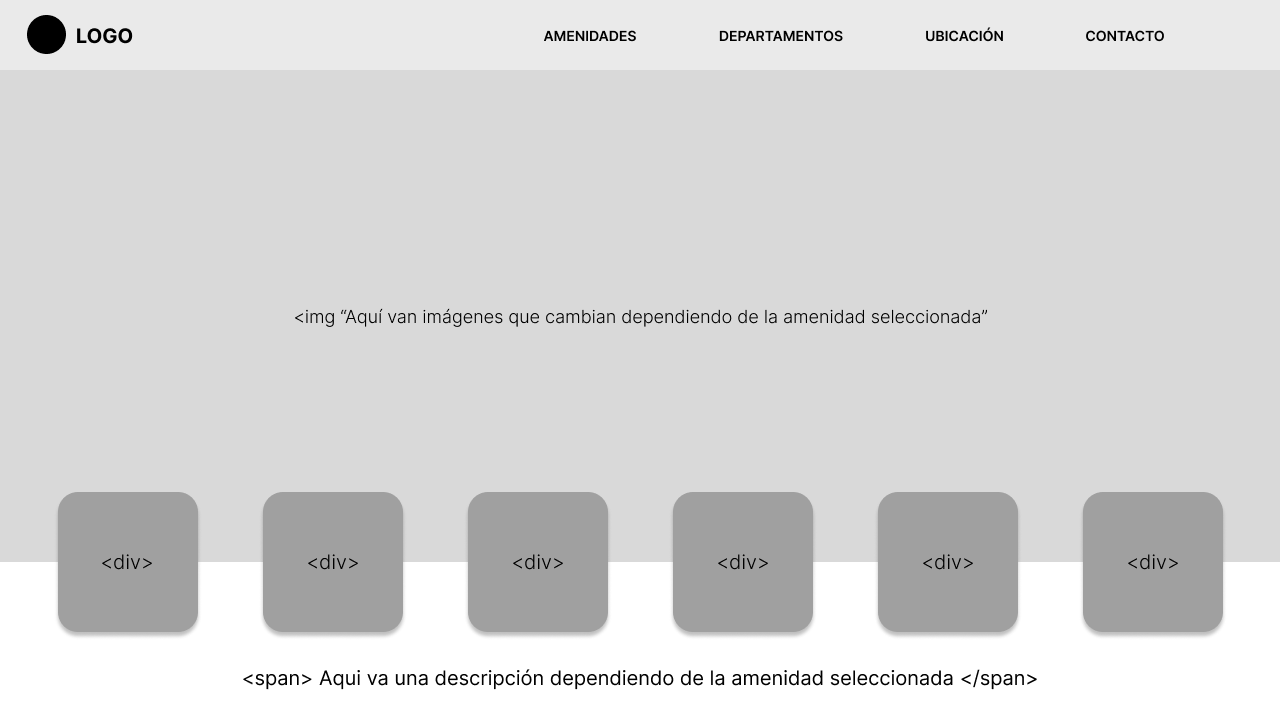 LOGO
AMENIDADES
DEPARTAMENTOS
UBICACIÓN
CONTACTO
<img “Aquí van imágenes que cambian dependiendo de la amenidad seleccionada”
<div>
<div>
<div>
<div>
<div>
<div>
<span> Aqui va una descripción dependiendo de la amenidad seleccionada </span>